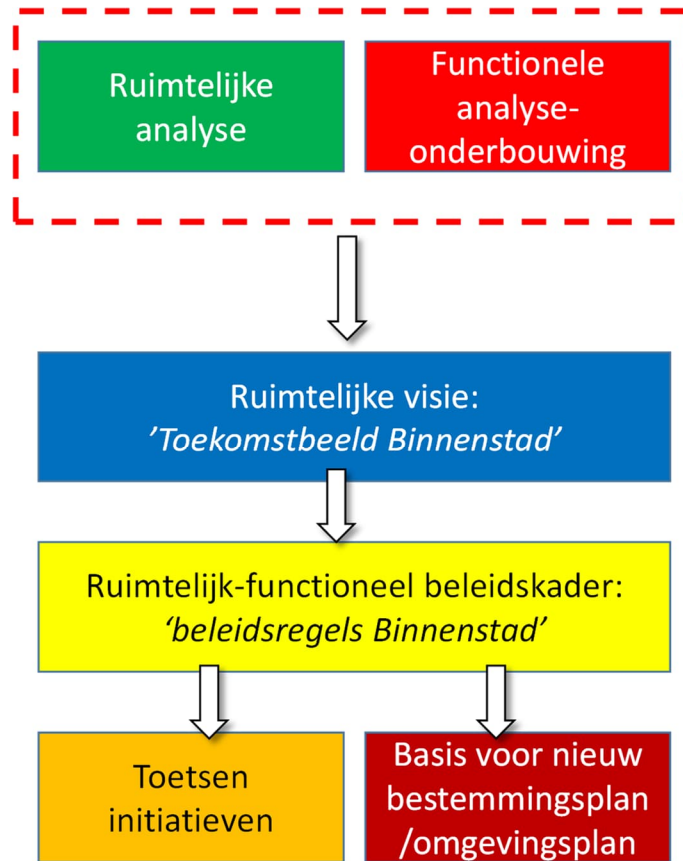 Ruimtelijke
analyse
Functionele
analyse-
onderbouwing
Ruimtelijke visie:
’Toekomstbeeld Binnenstad’
Ruimtelijk-functioneel beleidskader:
‘beleidsregels Binnenstad’
Toetsen
initiatieven
Basis voor nieuw
bestemmingsplan
/omgevingsplan